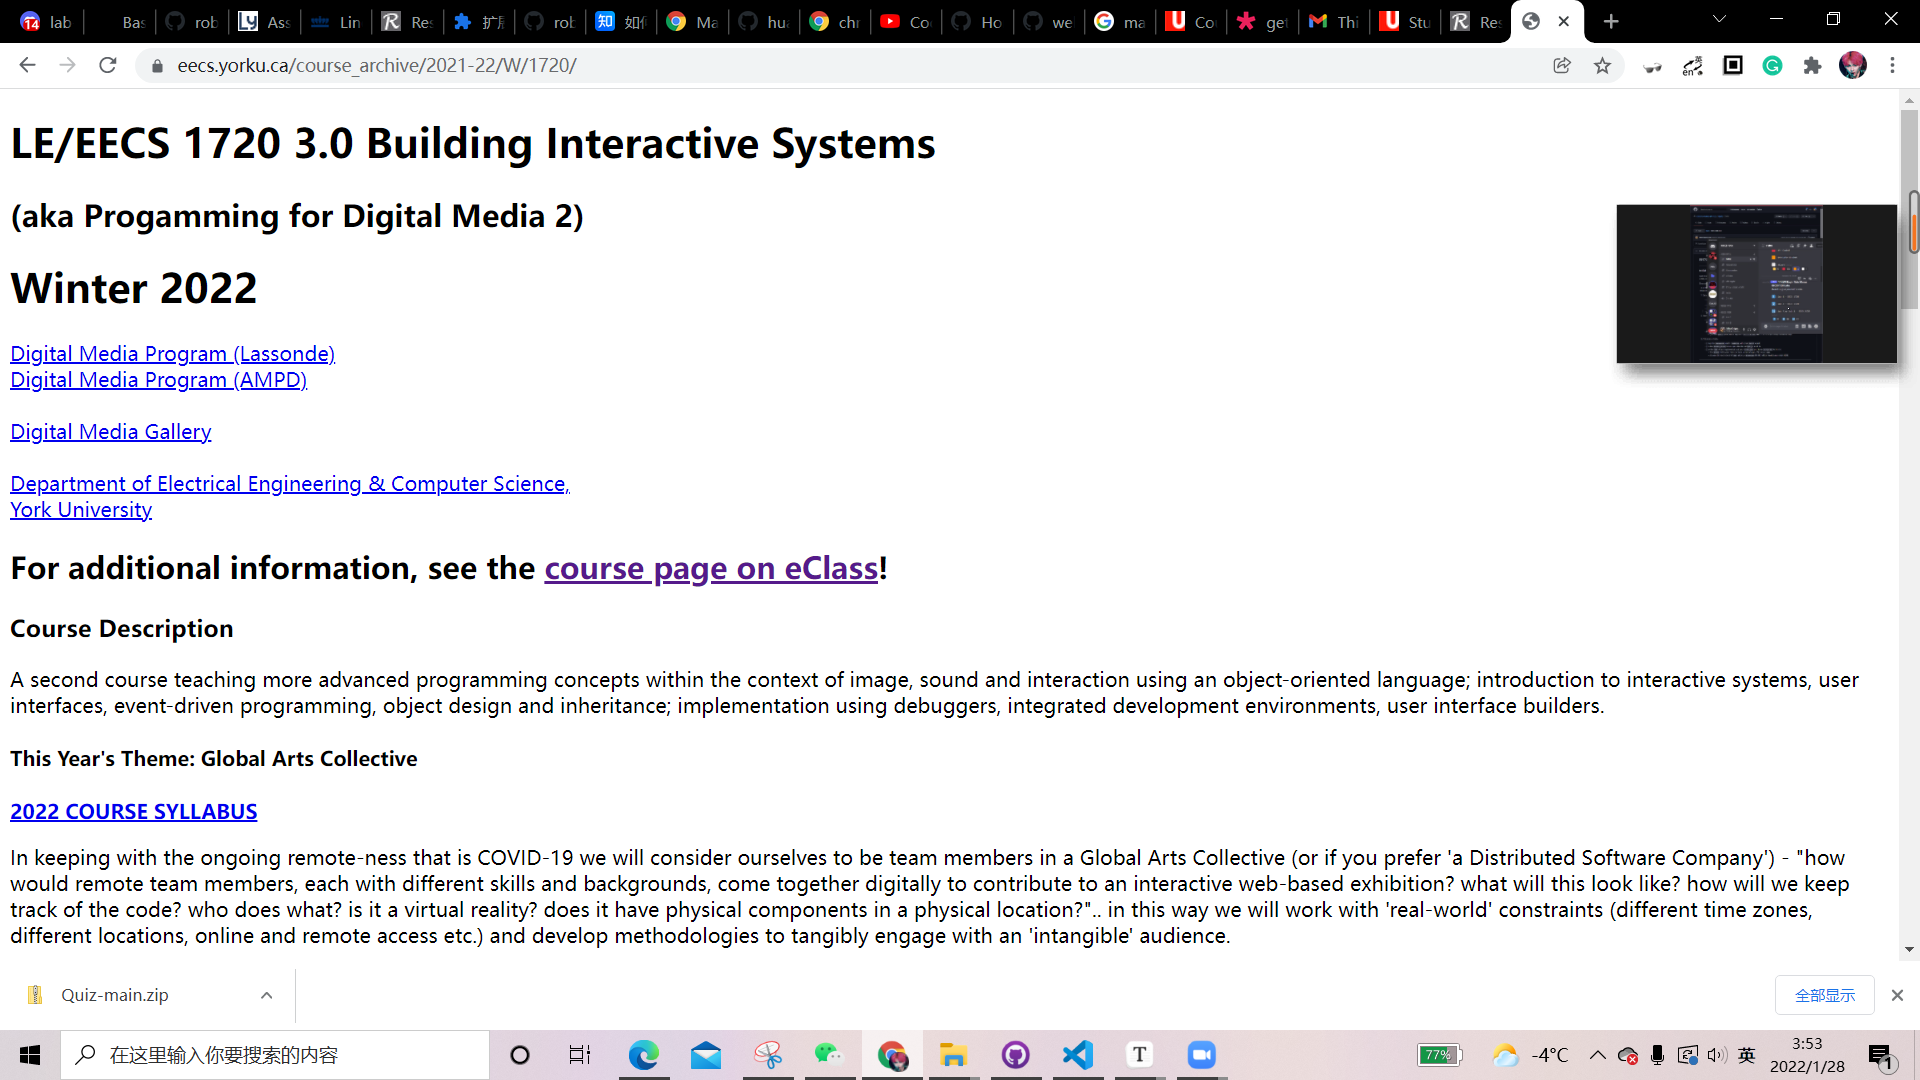 lab
Bas
rob
Ass
Lin
Res
扩展
rob
如何
Ma
hua
chr
Coo
Ho
we
ma
Co
get
Thi
Stu
Res
eecs.yorku.ca/course_archive/2021-22/W/1720/
LE/EECS 1720 3.0 Building Interactive Systems
(aka Progamming for Digital Media 2)
Winter 2022
Digital Media Program (Lassonde)
Digital Media Program (AMPD)
Digital Media Gallery
Department of Electrical Engineering & Computer Science,
York University
For additional information, see the course page on eClass!
Course Description
A second course teaching more advanced programming concepts within the context of image, sound and interaction using an object-oriented language; introduction to interactive systems, user
interfaces, event-driven programming, object design and inheritance; implementation using debuggers, integrated development environments, user interface builders.
This Year's Theme: Global Arts Collective
2022 COURSE SYLLABUS
In keeping with the ongoing remote-ness that is COVID-19 we will consider ourselves to be team members in a Global Arts Collective (or if you prefer 'a Distributed Software Company') - "how
would remote team members, each with different skills and backgrounds, come together digitally to contribute to an interactive web-based exhibition? what will this look like? how will we keep
track of the code? who does what? is it a virtual reality? does it have physical components in a physical location?".. in this way we will work with 'real-world' constraints (different time zones,
different locations, online and remote access etc.) and develop methodologies to tangibly engage with an 'intangible' audience.
Quiz-main.zip
全部显示
在这里输入你要搜索的内容
77%
-4°C
英
3:53
2022/1/28
1